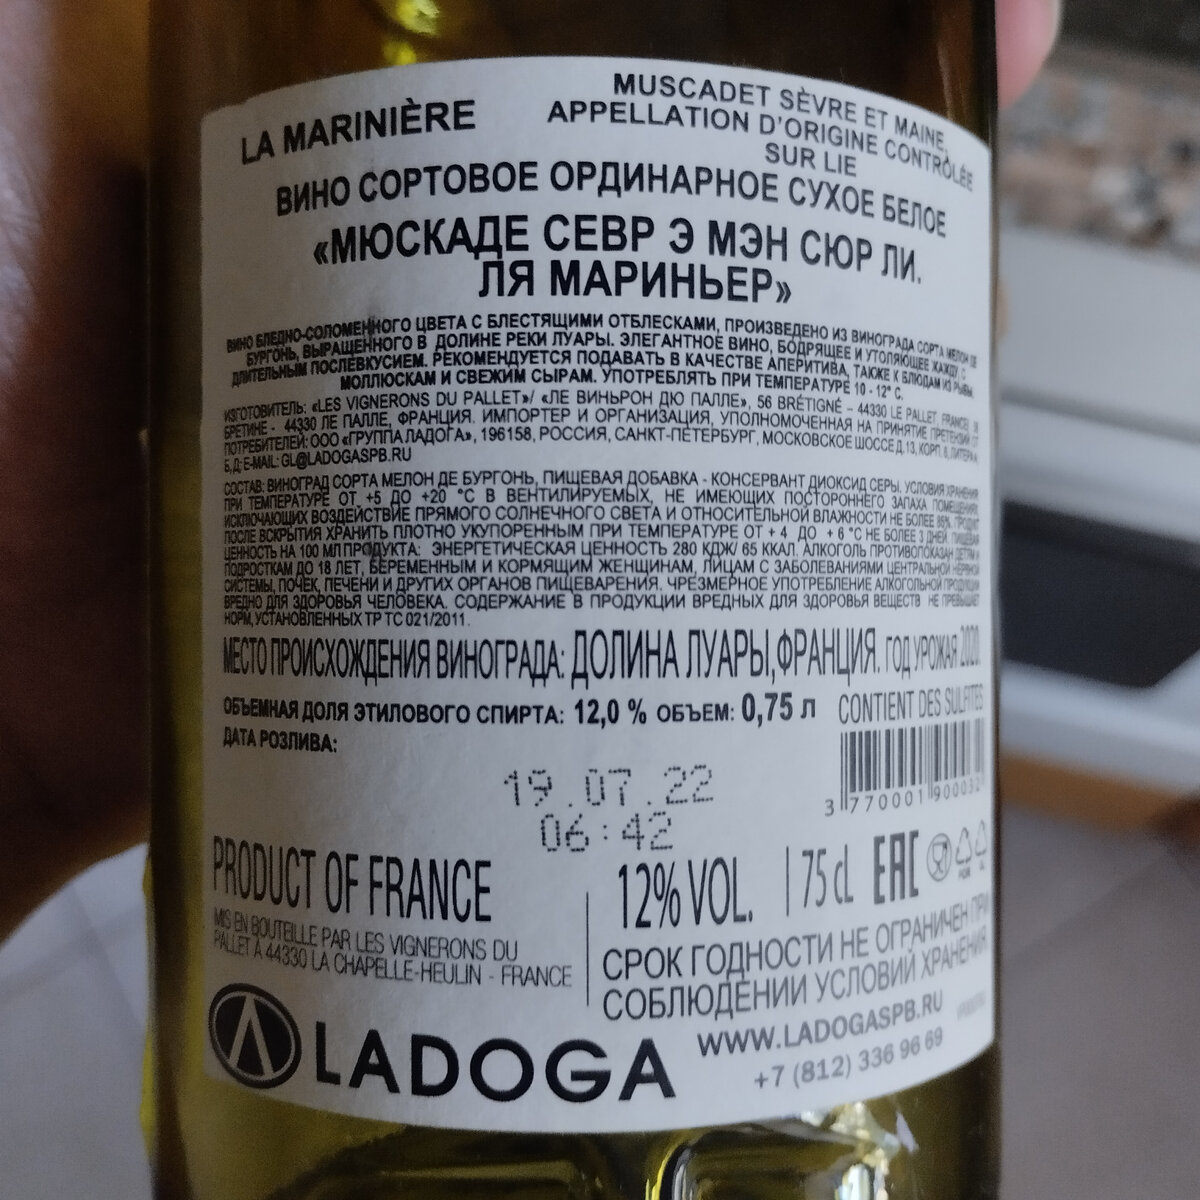 LA MARINIÈRE
MUSCADET SÈVRE ET MAINE,
APPELLATION D'ORIGINE CONTRÔLÉE
SUR LIE
ВИНО СОРТОВОЕ ОРДИНАРНОЕ СУХОЕ БЕЛОЕ
«МЮСКАДЕ СЕВР Э МЭН СЮР ЛИ.
ЛЯ МАРИНЬЕР»
ВИНО БЛЕДНО-СОЛОМЕННОГО ЦВЕТА С БЛЕСТЯЩИМИ ОТБЛЕСКАМИ, ПРОИЗВЕДЕНО ИЗ ВИНОГРАДА СОРТА МЕЛОН ДЕ
БУРГОНЬ, ВЫРАЩЕННОГО В ДОЛИНЕ РЕКИ ЛУАРЫ. ЭЛЕГАНТНОЕ ВИНО, БОДРЯЩЕЕ И УТОЛЯЮЩЕЕ ЖАЖДУ, С
ДЛИТЕЛЬНЫМ ПОСЛЕВКУСИЕМ. РЕКОМЕНДУЕТСЯ ПОДАВАТЬ В КАЧЕСТВЕ АПЕРИТИВА, ТАКЖЕ К БЛЮДАМ ИЗ РЫБЫ,
МОЛЛЮСКАМ И СВЕЖИМ СЫРАМ. УПОТРЕБЛЯТЬ ПРИ ТЕМПЕРАТУРЕ 10 - 12° С.
ИЗГОТОВИТЕЛЬ: «LES VIGNERONS DU PALLET»/ «ЛЕ ВИНЬРОН ДЮ ПАЛЛЕ», 56 BRÉTIGNÉ – 44330 LE PALLET, FRANCE/
БРЕТИНЕ - 44330 ЛЕ ПАЛЛЕ, ФРАНЦИЯ. ИМПОРТЕР И ОРГАНИЗАЦИЯ, УПОЛНОМОЧЕННАЯ НА ПРИНЯТИЕ ПРЕТЕНЗИЙ ОТ
ПОТРЕБИТЕЛЕЙ: ООО «ГРУППА ЛАДОГА», 196158, РОССИЯ, САНКТ-ПЕТЕРБУРГ, МОСКОВСКОЕ ШОССЕ Д.13, КОРП. 6, ЛИТЕРА А,
Б, Д; E-MAIL: GL@LADOGASPB.RU
СОСТАВ: ВИНОГРАД СОРТА МЕЛОН ДЕ БУРГОНЬ, ПИЩЕВАЯ ДОБАВКА - КОНСЕРВАНТ ДИОКСИД СЕРЫ. УСЛОВИЯ ХРАНЕНИЯ
ПРИ ТЕМПЕРАТУРЕ ОТ +5 ДО +20 °С В ВЕНТИЛИРУЕМЫХ, НЕ ИМЕЮЩИХ ПОСТОРОННЕГО ЗАПАХА ПОМЕЩЕНИЯХ,
ИСКЛЮЧАЮЩИХ ВОЗДЕЙСТВИЕ ПРЯМОГО СОЛНЕЧНОГО СВЕТА И ОТНОСИТЕЛЬНОЙ ВЛАЖНОСТИ НЕ БОЛЕЕ 85%. ПРОДУКТ
ПОСЛЕ ВСКРЫТИЯ ХРАНИТЬ ПЛОТНО УКУПОРЕННЫМ ПРИ ТЕМПЕРАТУРЕ ОТ + 4 ДО + 6 °С НЕ БОЛЕЕ 3 ДНЕЙ. ПИЩЕВАЯ
ЦЕННОСТЬ НА 100 МЛ ПРОДУКТА: ЭНЕРГЕТИЧЕСКАЯ ЦЕННОСТЬ 280 КДЖ/ 65 ККАЛ. АЛКОГОЛЬ ПРОТИВОПОКАЗАН ДЕТЯМ И
ПОДРОСТКАМ ДО 18 ЛЕТ, БЕРЕМЕННЫМ И КОРМЯЩИМ ЖЕНЩИНАМ, ЛИЦАМ С ЗАБОЛЕВАНИЯМИ ЦЕНТРАЛЬНОЙ НЕРВНОЙ
СИСТЕМЫ, ПОЧЕК, ПЕЧЕНИ И ДРУГИХ ОРГАНОВ ПИЩЕВАРЕНИЯ. ЧРЕЗМЕРНОЕ УПОТРЕБЛЕНИЕ АЛКОГОЛЬНОЙ ПРОДУКЦИИ
ВРЕДНО ДЛЯ ЗДОРОВЬЯ ЧЕЛОВЕКА. СОДЕРЖАНИЕ В ПРОДУКЦИИ ВРЕДНЫХ ДЛЯ ЗДОРОВЬЯ ВЕЩЕСТВ НЕ ПРЕВЫШАЕТ
НОРМ, УСТАНОВЛЕННЫХ ТР ТС 021/2011.
МЕСТО ПРОИСХОЖДЕНИЯ ВИНОГРАДА: ДОЛИНА ЛУАРЫ, ФРАНЦИЯ. ГОД УРОЖАЯ 2020.
ОБЪЕМНАЯ ДОЛЯ ЭТИЛОВОГО СПИРТА: 12,0 % ОБЪЕМ: 0,75 л
CONTIENT DES SULFITES
ДАТА РОЗЛИВА:
19.07.22
06:42
3 770001 900032
PRODUCT OF FRANCE
12% VOL. | 75 cl EAC
MIS EN BOUTEILLE PAR LES VIGNERONS DU
PALLET À 44330 LA CHAPELLE-HEULIN - FRANCE
СРОК ГОДНОСТИ НЕ ОГРАНИЧЕН ПРИ
СОБЛЮДЕНИИ УСЛОВИЙ ХРАНЕНИЯ
LADOGA
WWW.LADOGASPB.RU
+7 (812) 336 96 69